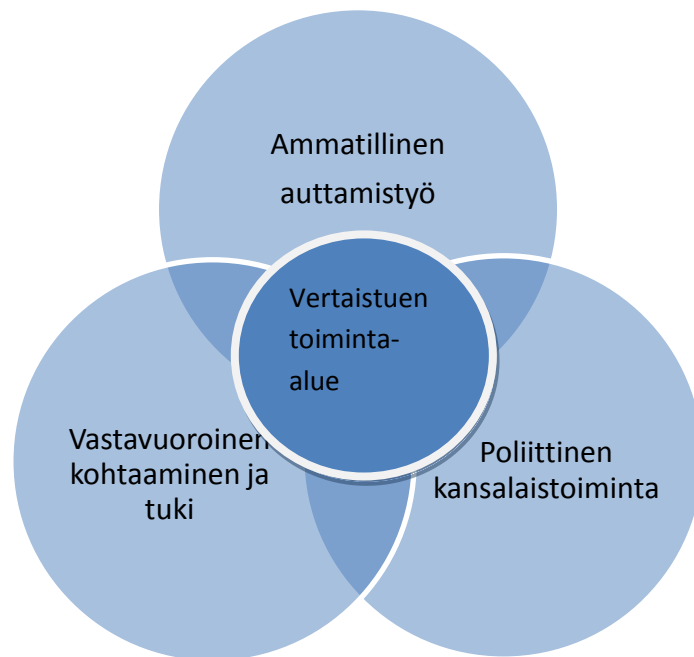 Ammatillinen
auttamistyö
Vertaistuen
toiminta-
alue
Vastavuoroinen
kohtaaminen ja
tuki
Poliittinen
kansalaistoiminta